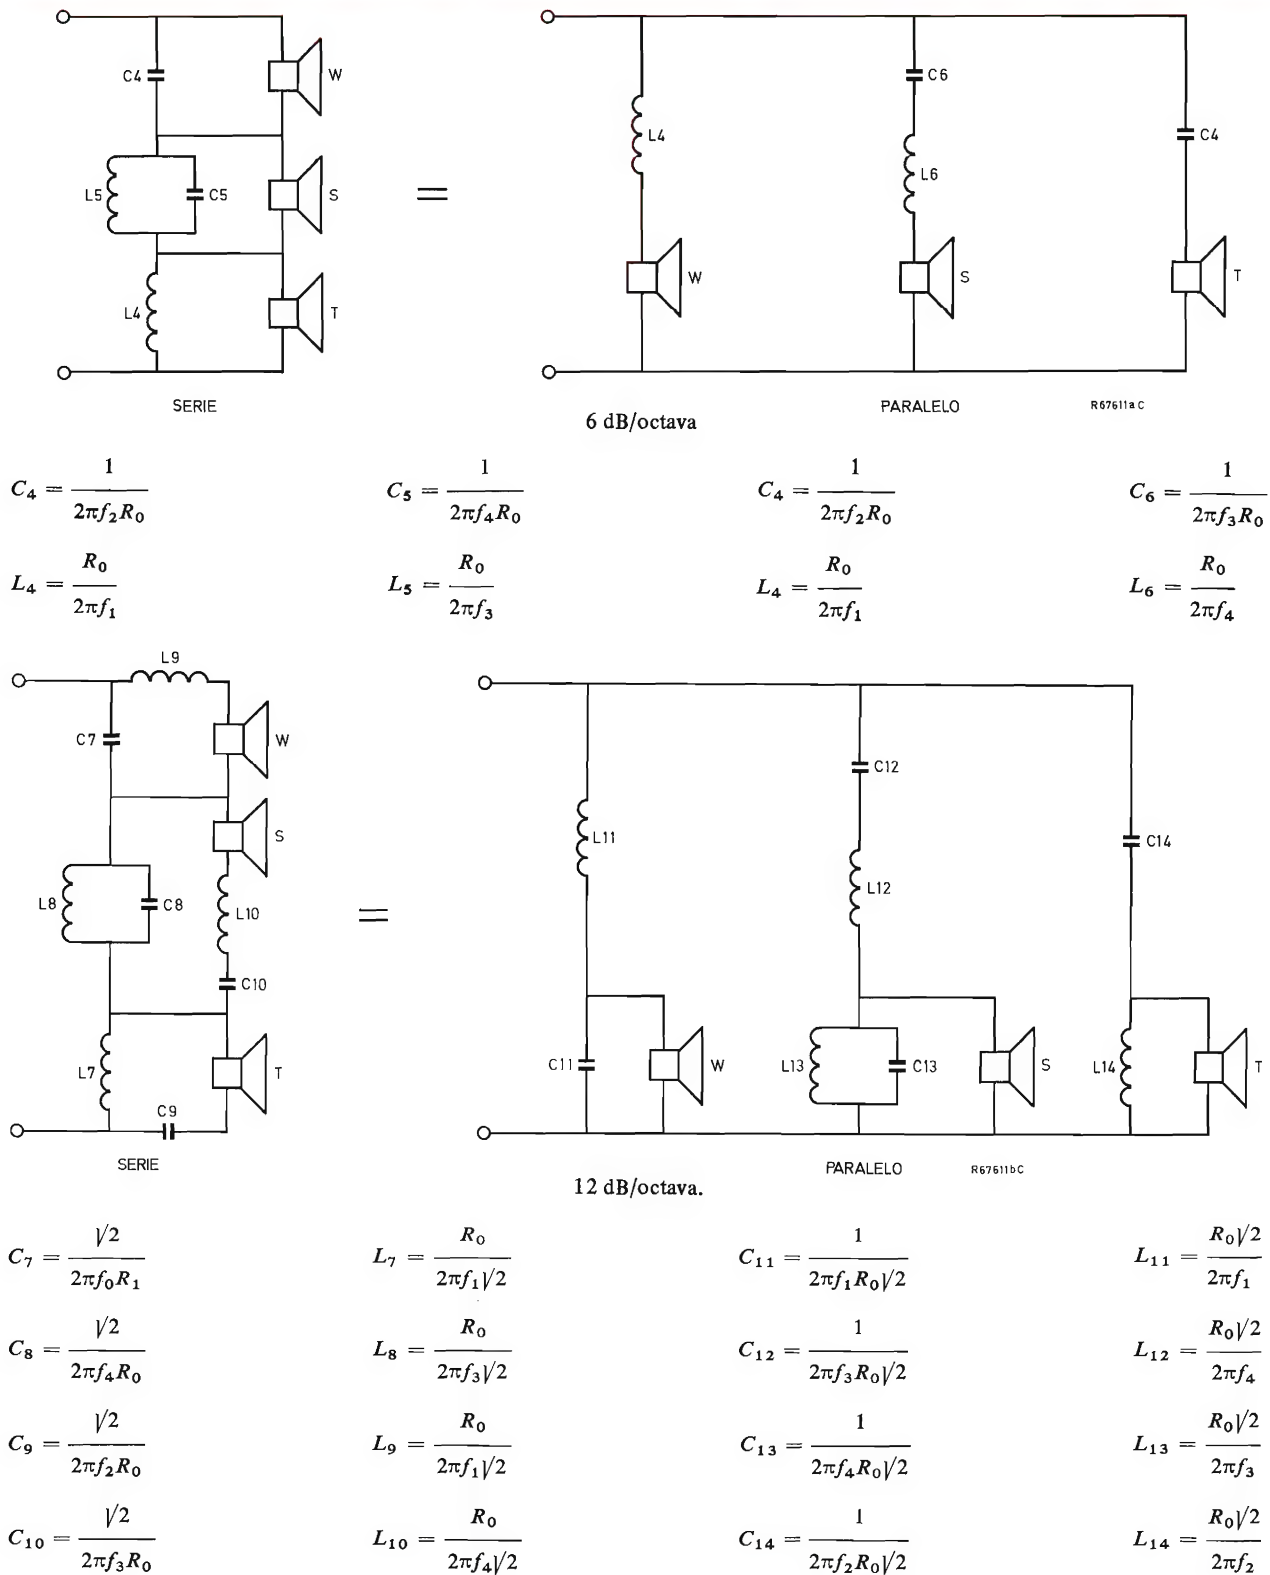 C4
W
L5
C5
S
L4
T
=
L4
W
C6
L6
S
C4
T
SERIE
6 dB/octava
PARALELO
R67611aC
C₄ = 1 / 2πf₂R₀
C₅ = 1 / 2πf₄R₀
C₄ = 1 / 2πf₂R₀
C₆ = 1 / 2πf₃R₀
L₄ = R₀ / 2πf₁
L₅ = R₀ / 2πf₃
L₄ = R₀ / 2πf₁
L₆ = R₀ / 2πf₄
L9
C7
W
S
L8
C8
L10
C10
L7
T
C9
=
L11
C11
W
C12
L12
L13
C13
S
C14
L14
T
SERIE
12 dB/octava.
PARALELO
R67611bC
C₇ = √2 / 2πf₀R₁
L₇ = R₀ / 2πf₁√2
C₁₁ = 1 / 2πf₁R₀√2
L₁₁ = R₀√2 / 2πf₁
C₈ = √2 / 2πf₄R₀
L₈ = R₀ / 2πf₃√2
C₁₂ = 1 / 2πf₃R₀√2
L₁₂ = R₀√2 / 2πf₄
C₉ = √2 / 2πf₂R₀
L₉ = R₀ / 2πf₁√2
C₁₃ = 1 / 2πf₄R₀√2
L₁₃ = R₀√2 / 2πf₃
C₁₀ = √2 / 2πf₃R₀
L₁₀ = R₀ / 2πf₄√2
C₁₄ = 1 / 2πf₂R₀√2
L₁₄ = R₀√2 / 2πf₂